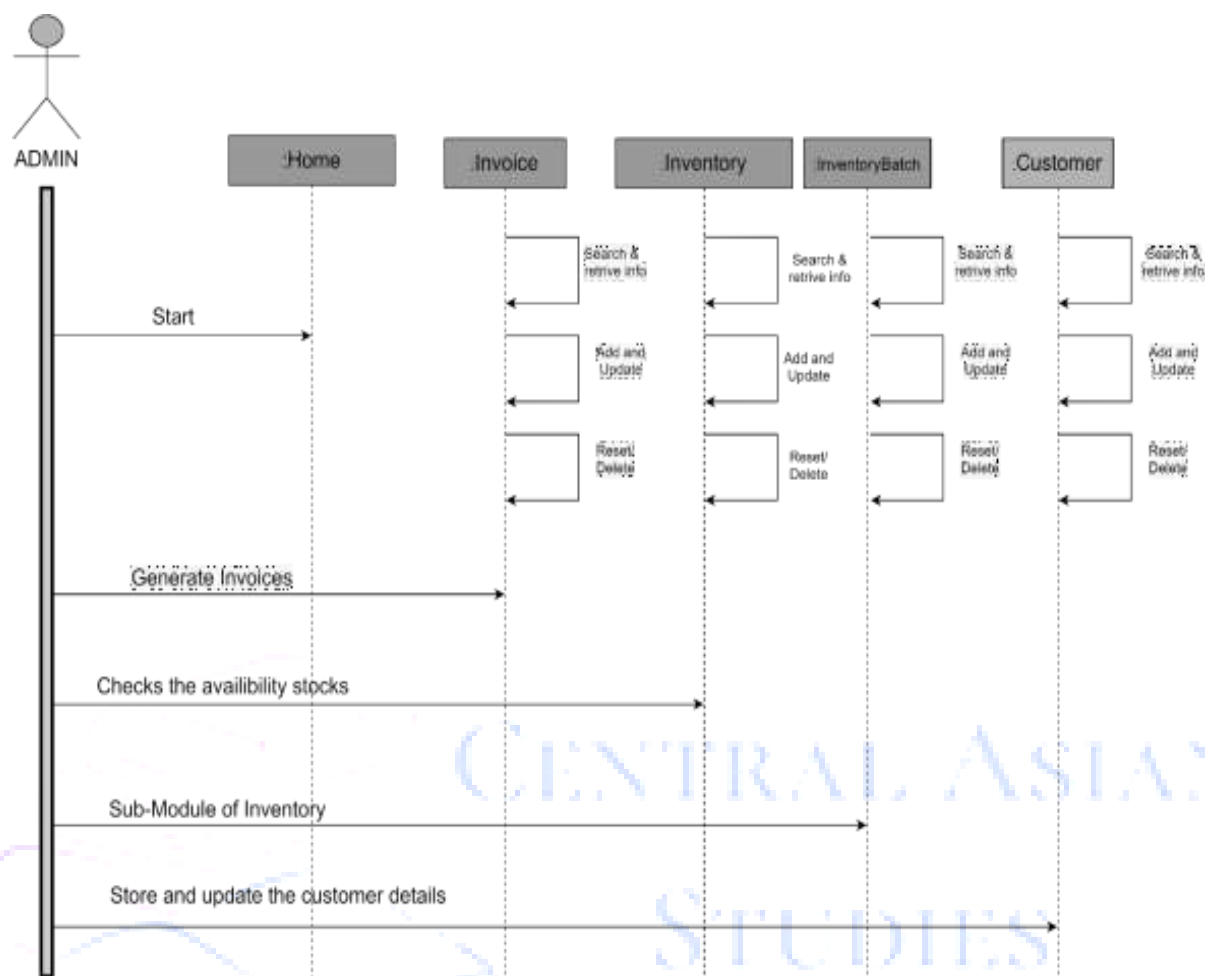 ADMIN
:Home
:Invoice
:Inventory
:InventoryBatch
:Customer
Search &
retrive info
Search &
retrive info
Search &
retrive info
Search &
retrive info
Start
Add and
Update
Add and
Update
Add and
Update
Add and
Update
Reset/
Delete
Reset/
Delete
Reset/
Delete
Reset/
Delete
Generate Invoices
Checks the availibility stocks
CENTRAL ASIAN
Sub-Module of Inventory
Store and update the customer details
STUDIES